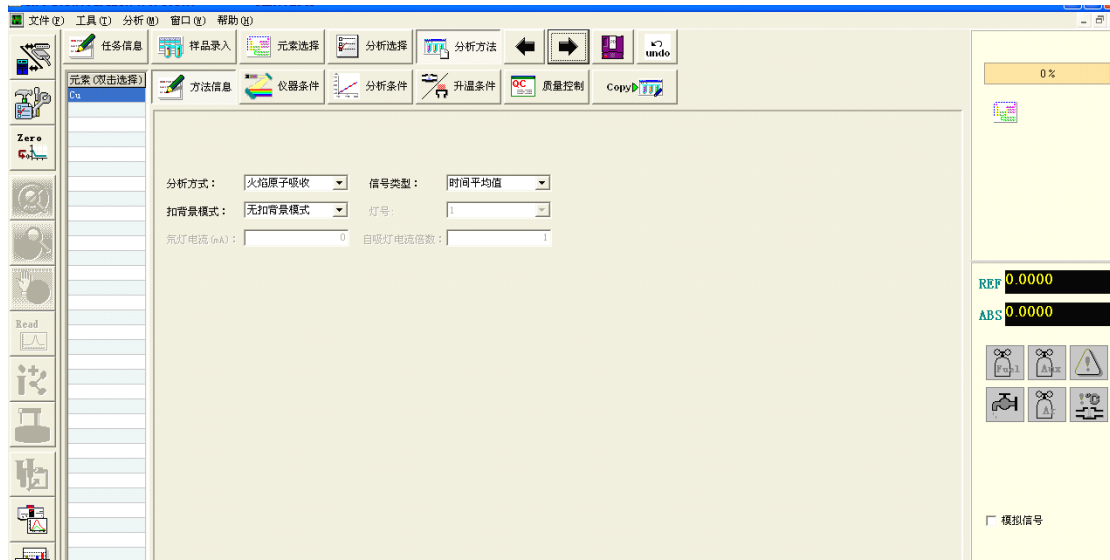 文件(F) 工具(T) 分析(M) 窗口(W) 帮助(H)
任务信息 样品录入 元素选择 分析选择 分析方法 undo
元素(双击选择)
Cu
方法信息 仪器条件 分析条件 升温条件 QC 质量控制 Copy
0%
Zero
分析方式： 火焰原子吸收 信号类型： 时间平均值
扣背景模式： 无扣背景模式 灯号: 1
氘灯电流(mA)： 0 自吸灯电流倍数： 1
REF 0.0000
ABS 0.0000
Read
Fuel Aux
Ar
模拟信号